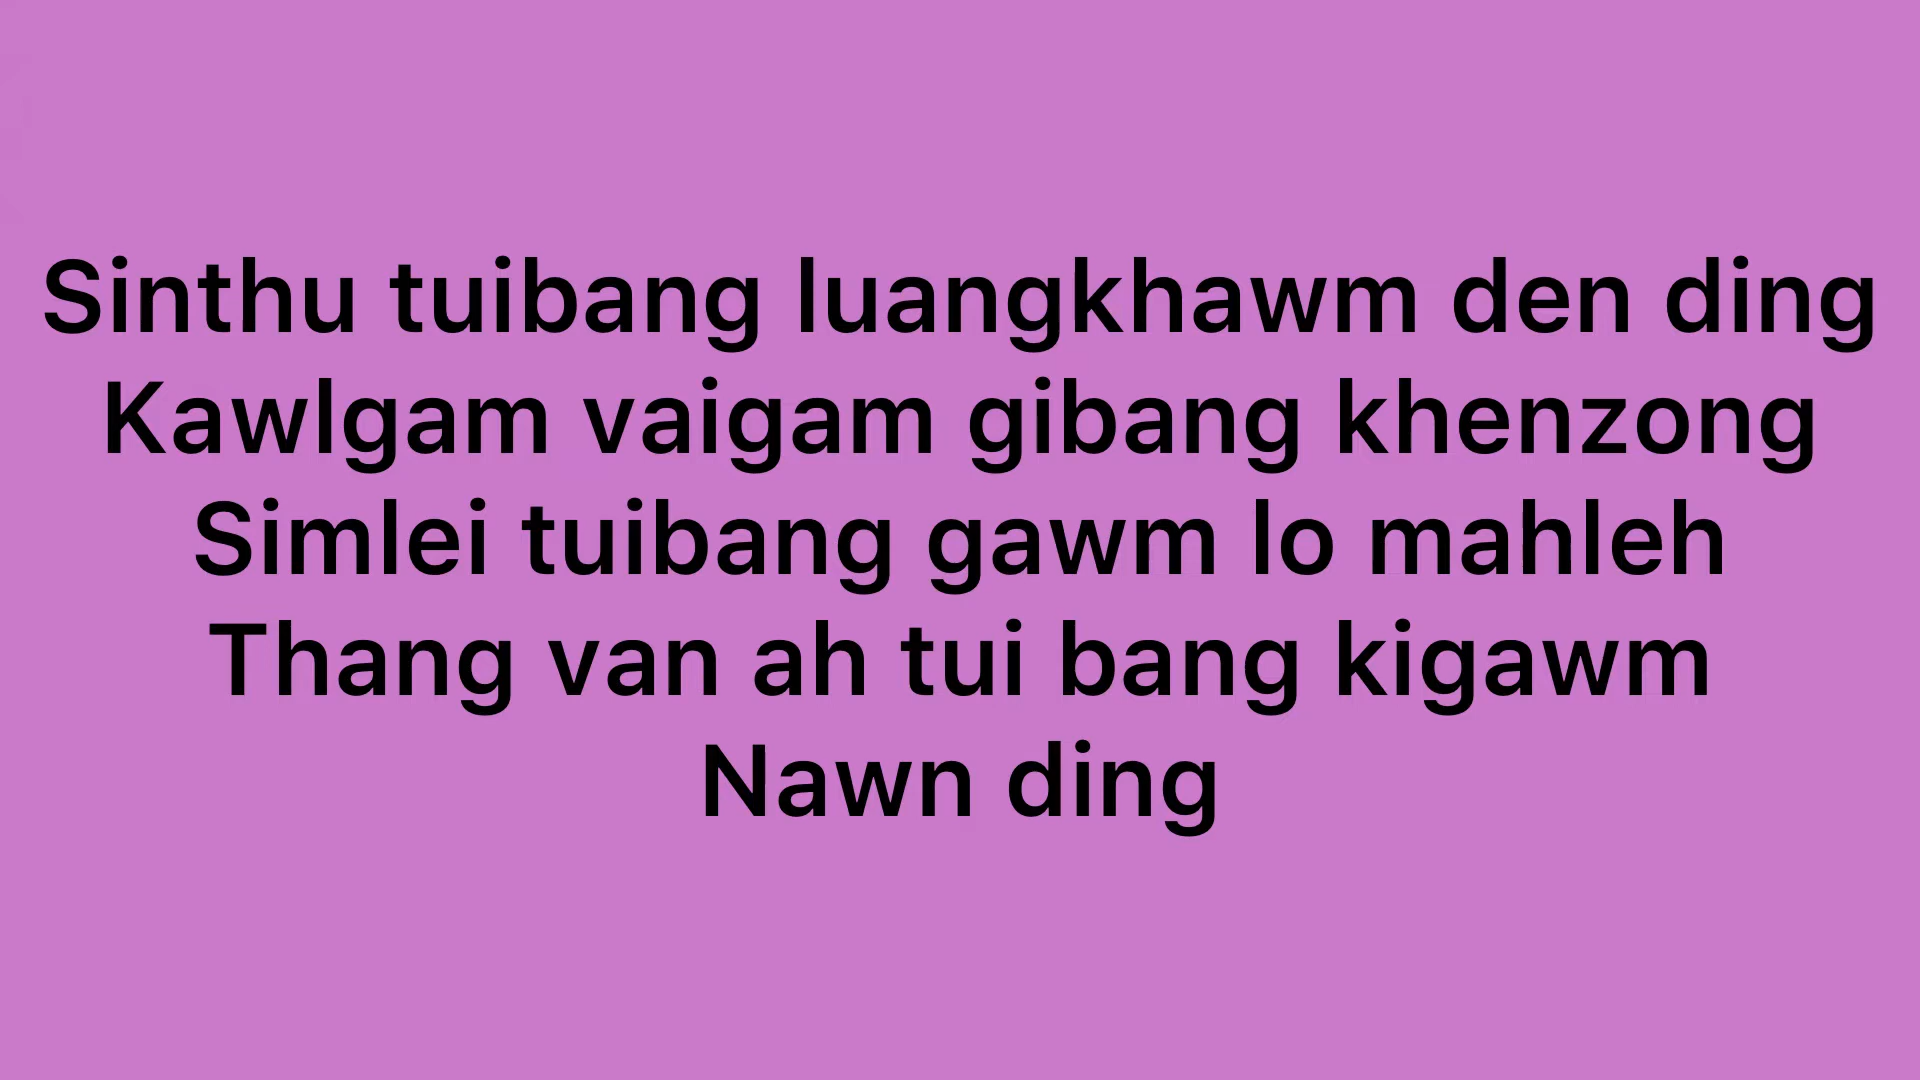 Sinthu tuibang luangkhawm den ding
Kawlgam vaigam gibang khenzong
Simlei tuibang gawm lo mahleh
Thang van ah tui bang kigawm
Nawn ding